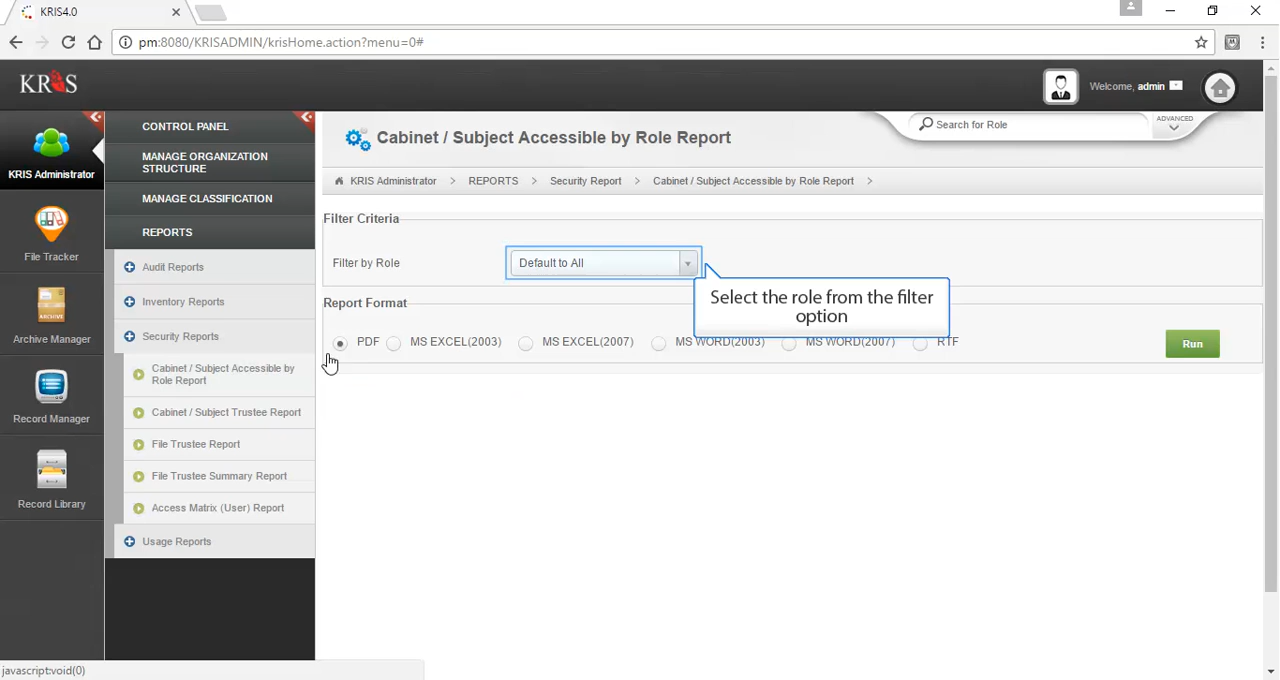 KRIS4.0
pm:8080/KRISADMIN/krisHome.action?menu=0#
KRIS
Welcome, admin
KRIS Administrator
File Tracker
ARCHIVE
Archive Manager
Record Manager
Record Library
CONTROL PANEL
MANAGE ORGANIZATION
STRUCTURE
MANAGE CLASSIFICATION
REPORTS
Audit Reports
Inventory Reports
Security Reports
Cabinet / Subject Accessible by
Role Report
Cabinet / Subject Trustee Report
File Trustee Report
File Trustee Summary Report
Access Matrix (User) Report
Usage Reports
Cabinet / Subject Accessible by Role Report
Search for Role
ADVANCED
KRIS Administrator > REPORTS > Security Report > Cabinet / Subject Accessible by Role Report >
Filter Criteria
Filter by Role
Default to All
Select the role from the filter
option
Report Format
PDF MS EXCEL(2003) MS EXCEL(2007) MS WORD(2003) MS WORD(2007) RTF
Run
javascript:void(0)